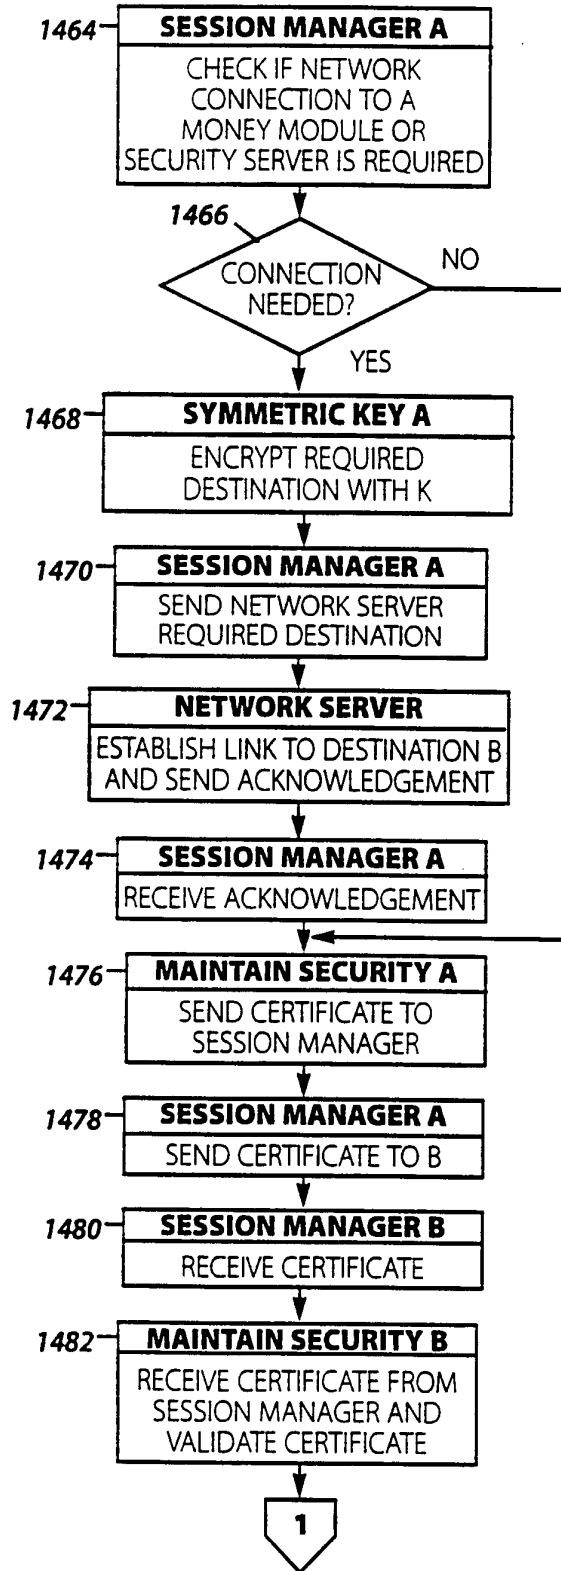 1464
SESSION MANAGER A
CHECK IF NETWORK
CONNECTION TO A
MONEY MODULE OR
SECURITY SERVER IS REQUIRED
1466
CONNECTION
NEEDED?
NO
YES
1468
SYMMETRIC KEY A
ENCRYPT REQUIRED
DESTINATION WITH K
1470
SESSION MANAGER A
SEND NETWORK SERVER
REQUIRED DESTINATION
1472
NETWORK SERVER
ESTABLISH LINK TO DESTINATION B
AND SEND ACKNOWLEDGEMENT
1474
SESSION MANAGER A
RECEIVE ACKNOWLEDGEMENT
1476
MAINTAIN SECURITY A
SEND CERTIFICATE TO
SESSION MANAGER
1478
SESSION MANAGER A
SEND CERTIFICATE TO B
1480
SESSION MANAGER B
RECEIVE CERTIFICATE
1482
MAINTAIN SECURITY B
RECEIVE CERTIFICATE FROM
SESSION MANAGER AND
VALIDATE CERTIFICATE
1